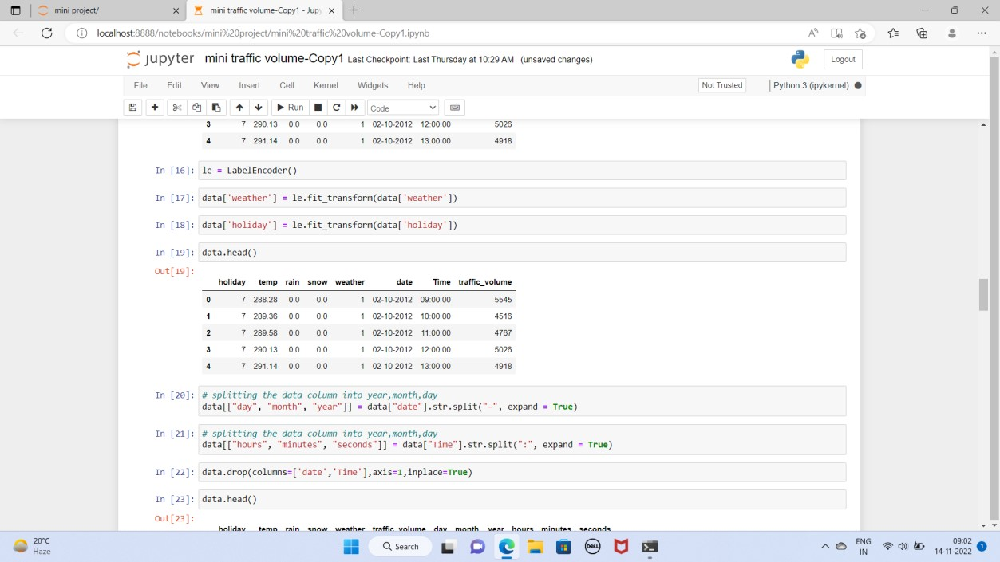 mini project/
mini traffic volume-Copy1 - Jupy
localhost:8888/notebooks/mini%20project/mini%20traffic%20volume-Copy1.ipynb
jupyter mini traffic volume-Copy1 Last Checkpoint: Last Thursday at 10:29 AM (unsaved changes)
Logout
File Edit View Insert Cell Kernel Widgets Help
Not Trusted
Python 3 (ipykernel)
Run
Code
3 7 290.13 0.0 0.0 1 02-10-2012 12:00:00 5026
4 7 291.14 0.0 0.0 1 02-10-2012 13:00:00 4918
In [16]: le = LabelEncoder()
In [17]: data['weather'] = le.fit_transform(data['weather'])
In [18]: data['holiday'] = le.fit_transform(data['holiday'])
In [19]: data.head()
Out[19]:
holiday temp rain snow weather date Time traffic_volume
0 7 288.28 0.0 0.0 1 02-10-2012 09:00:00 5545
1 7 289.36 0.0 0.0 1 02-10-2012 10:00:00 4516
2 7 289.58 0.0 0.0 1 02-10-2012 11:00:00 4767
3 7 290.13 0.0 0.0 1 02-10-2012 12:00:00 5026
4 7 291.14 0.0 0.0 1 02-10-2012 13:00:00 4918
In [20]: # splitting the data column into year,month,day
data[["day", "month", "year"]] = data["date"].str.split("-", expand = True)
In [21]: # splitting the data column into year,month,day
data[["hours", "minutes", "seconds"]] = data["Time"].str.split(":", expand = True)
In [22]: data.drop(columns=['date','Time'],axis=1,inplace=True)
In [23]: data.head()
Out[23]:
holiday temp rain snow weather traffic_volume day month year hours minutes seconds
20°C
Haze
Search
DELL
ENG
IN
09:02
14-11-2022
1